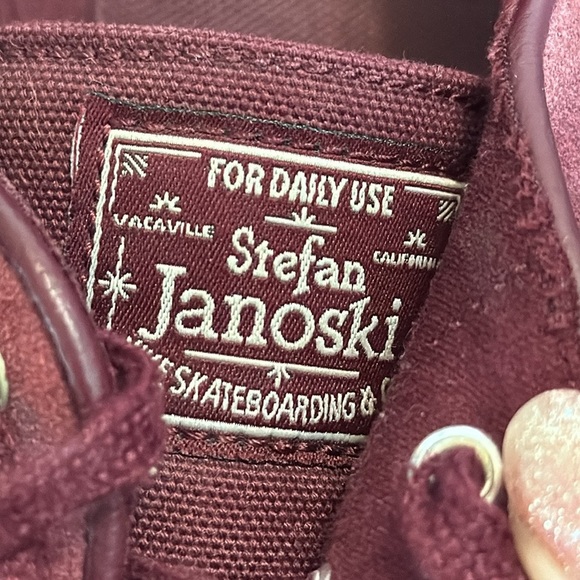 FOR DAILY USE
VACAVILLE
CALIFORNIA
Stefan
Janoski
SKATEBOARDING &